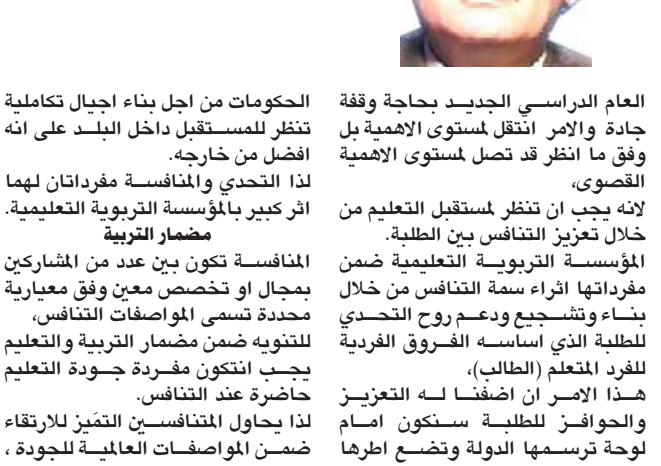 العام الدراسي الجديد بحاجة وقفة
جادة والامر انتقل لمستوى الاهمية بل
وفق ما انظر قد تصل لمستوى الاهمية
القصوى،
لانه يجب ان تنظر لمستقبل التعليم من
خلال تعزيز التنافس بين الطلبة.
المؤسسة التربوية التعليمية ضمن
مفرداتها اثراء سمة التنافس من خلال
بناء وتشجيع ودعم روح التحدي
للطلبة الذي اساسه الفروق الفردية
للفرد المتعلم (الطالب)،
هذا الامر ان اضفنا له التعزيز
والحوافز للطلبة سنكون امام
لوحة ترسمها الدولة وتضع اطرها
الحكومات من اجل بناء اجيال تكاملية
تنظر للمستقبل داخل البلد على انه
افضل من خارجه.
لذا التحدي والمنافسة مفرداتان لهما
اثر كبير بالمؤسسة التربوية التعليمية.
مضمار التربية
المنافسة تكون بين عدد من المشاركين
بمجال او تخصص معين وفق معيارية
محددة تسمى المواصفات التنافس،
للتنويه ضمن مضمار التربية والتعليم
يجب انتكون مفردة جودة التعليم
حاضرة عند التنافس.
لذا يحاول المتنافسين التمَيز للارتقاء
ضمن المواصفات العالمية للجودة ،